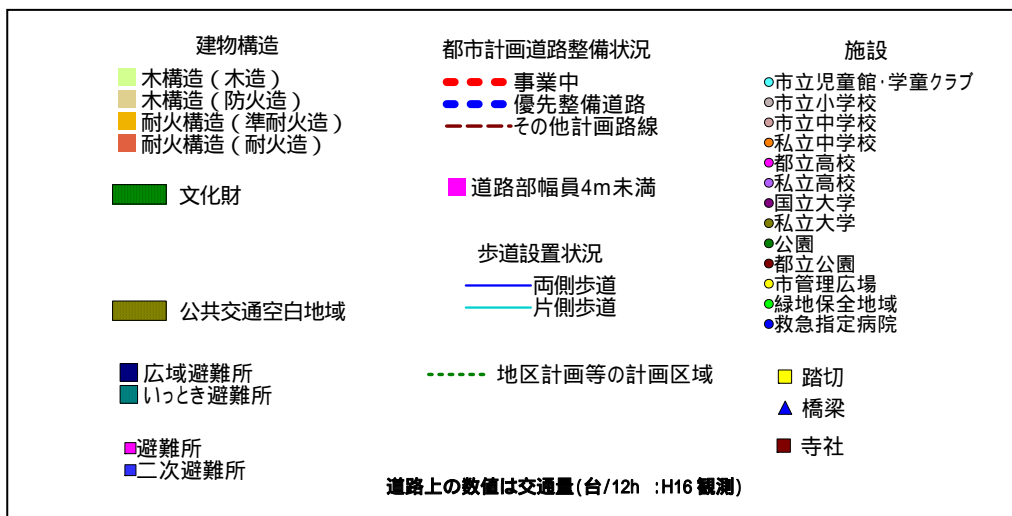 建物構造
木構造（木造）
木構造（防火造）
耐火構造（準耐火造）
耐火構造（耐火造）
文化財
公共交通空白地域
広域避難所
いっとき避難所
避難所
二次避難所
都市計画道路整備状況
事業中
優先整備道路
その他計画路線
道路部幅員4m未満
歩道設置状況
両側歩道
片側歩道
地区計画等の計画区域
施設
市立児童館・学童クラブ
市立小学校
市立中学校
私立中学校
都立高校
私立高校
国立大学
私立大学
公園
都立公園
市管理広場
緑地保全地域
救急指定病院
踏切
橋梁
寺社
道路上の数値は交通量(台/12h :H16 観測)